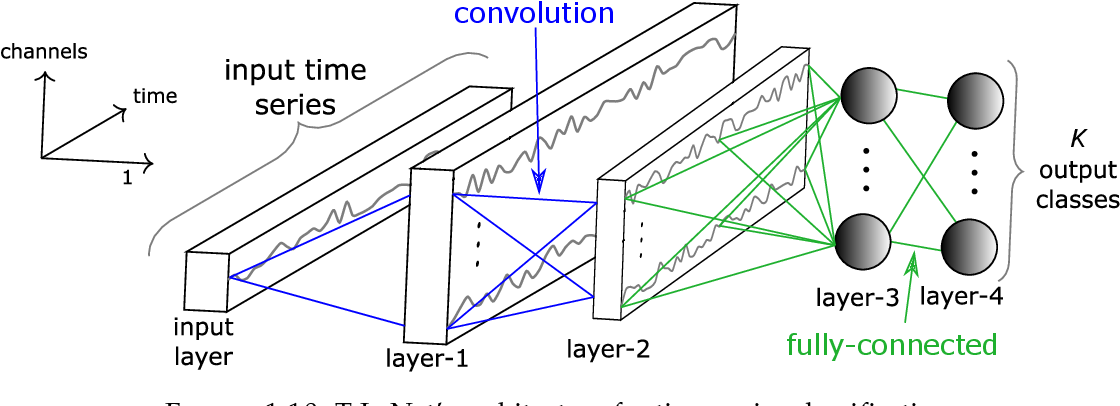 convolution
channels
time
1
input time
series
K
output
classes
input
layer
layer-1
layer-2
layer-3
layer-4
fully-connected